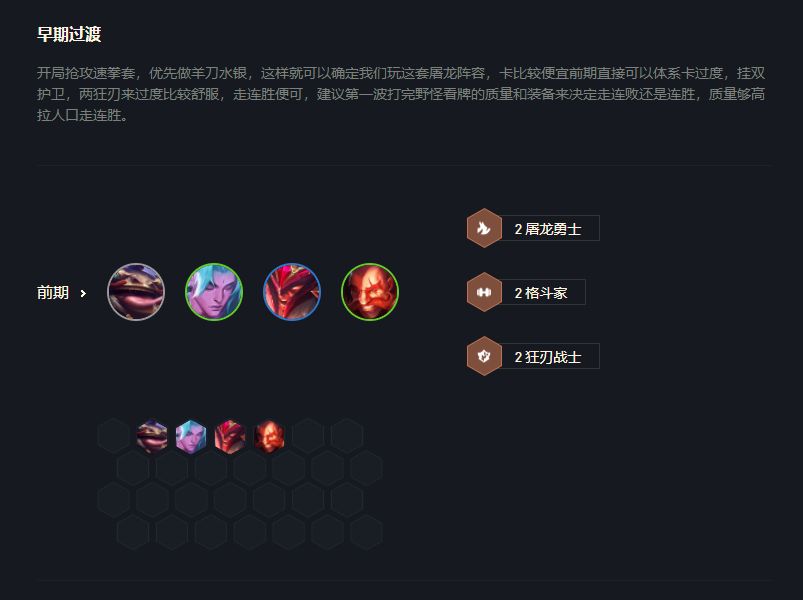 早期过渡
开局抢攻速拳套，优先做羊刀水银，这样就可以确定我们玩这套屠龙阵容，卡比较便宜前期直接可以体系卡过度，挂双
护卫，两狂刃来过度比较舒服，走连胜便可，建议第一波打完野怪看牌的质量和装备来决定走连败还是连胜，质量够高
拉人口走连胜。
2 屠龙勇士
前期
2 格斗家
2 狂刃战士